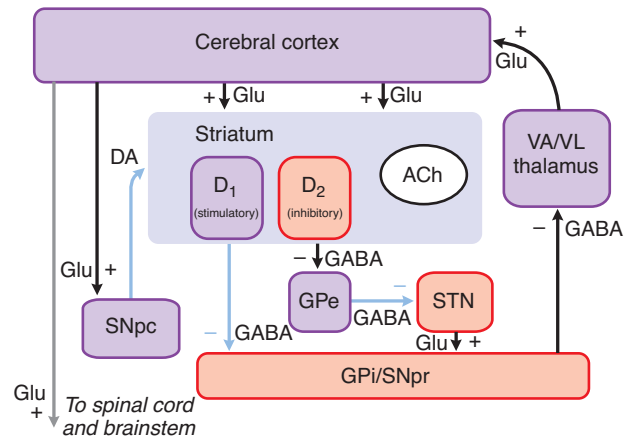 Cerebral cortex
+
Glu
+ Glu
+ Glu
Striatum
VA/VL
thalamus
DA
D1
(stimulatory)
D2
(inhibitory)
ACh
– GABA
– GABA
Glu +
GPe
–
GABA
STN
SNpc
– GABA
Glu +
GPi/SNpr
Glu
+
To spinal cord
and brainstem